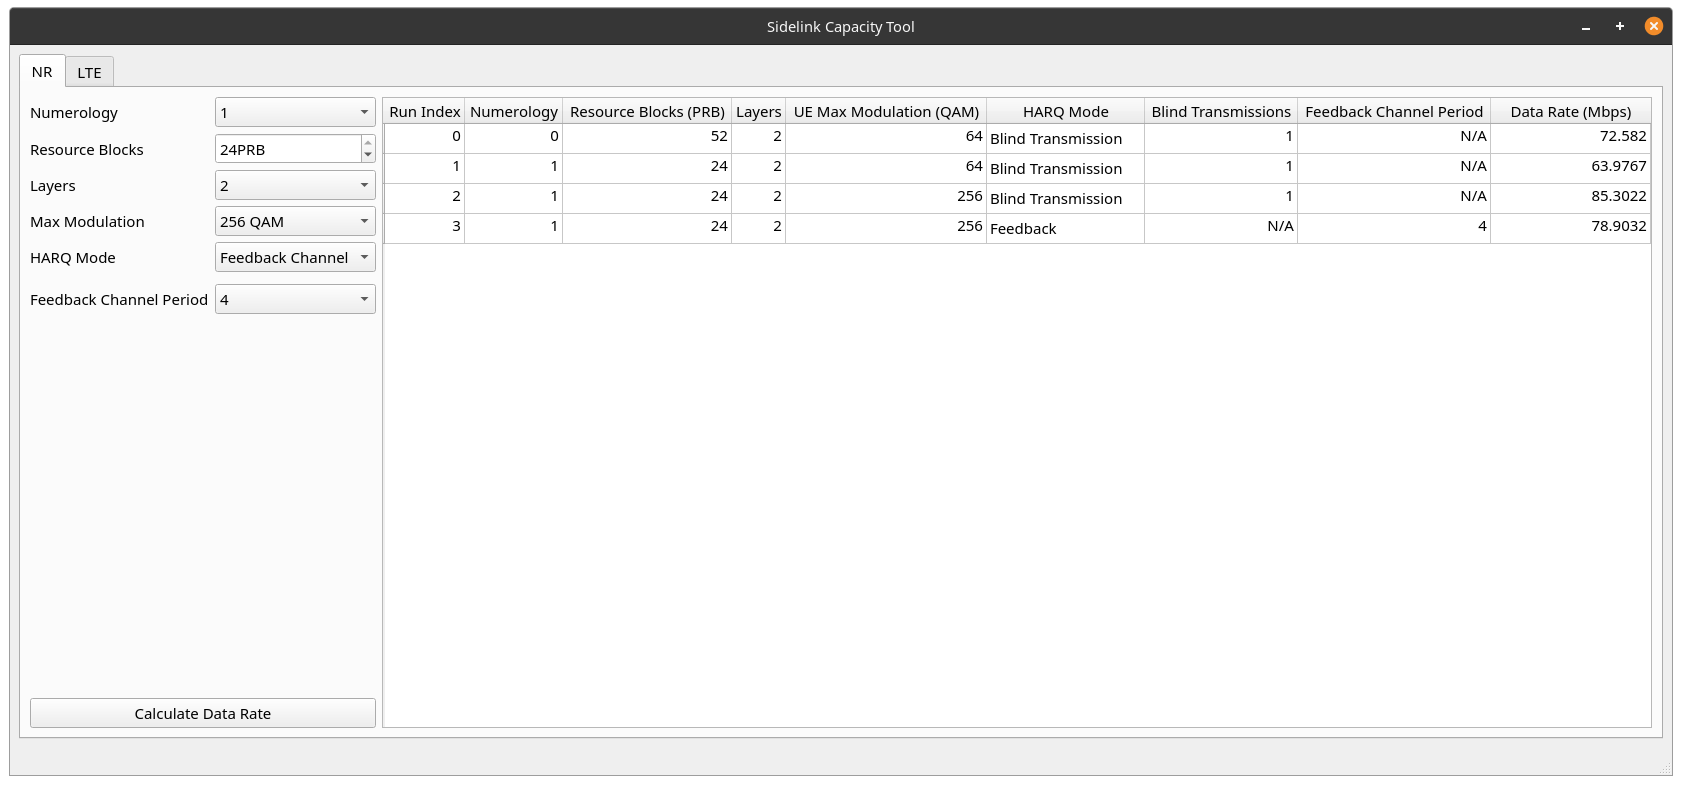 Sidelink Capacity Tool
NR LTE
Numerology 1
Resource Blocks 24PRB
Layers 2
Max Modulation 256 QAM
HARQ Mode Feedback Channel
Feedback Channel Period 4
Calculate Data Rate
Run Index Numerology Resource Blocks (PRB) Layers UE Max Modulation (QAM) HARQ Mode Blind Transmissions Feedback Channel Period Data Rate (Mbps)
0 0 52 2 64 Blind Transmission 1 N/A 72.582
1 1 24 2 64 Blind Transmission 1 N/A 63.9767
2 1 24 2 256 Blind Transmission 1 N/A 85.3022
3 1 24 2 256 Feedback N/A 4 78.9032